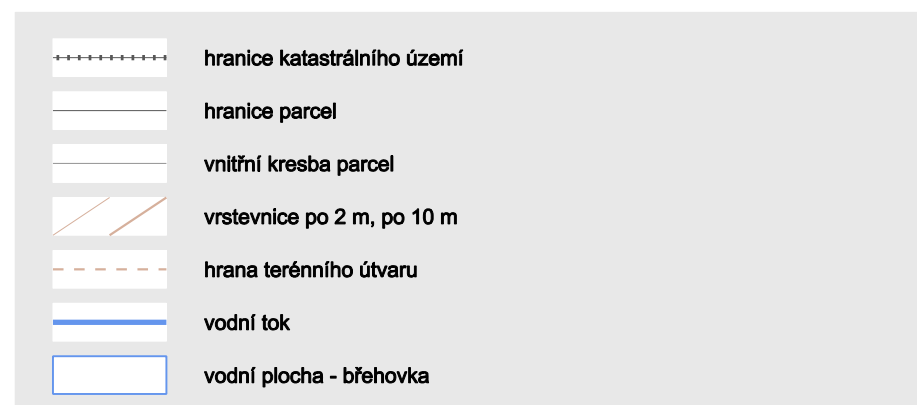 hranice katastrálního území
hranice parcel
vnitřní kresba parcel
vrstevnice po 2 m, po 10 m
hrana terénního útvaru
vodní tok
vodní plocha - břehovka